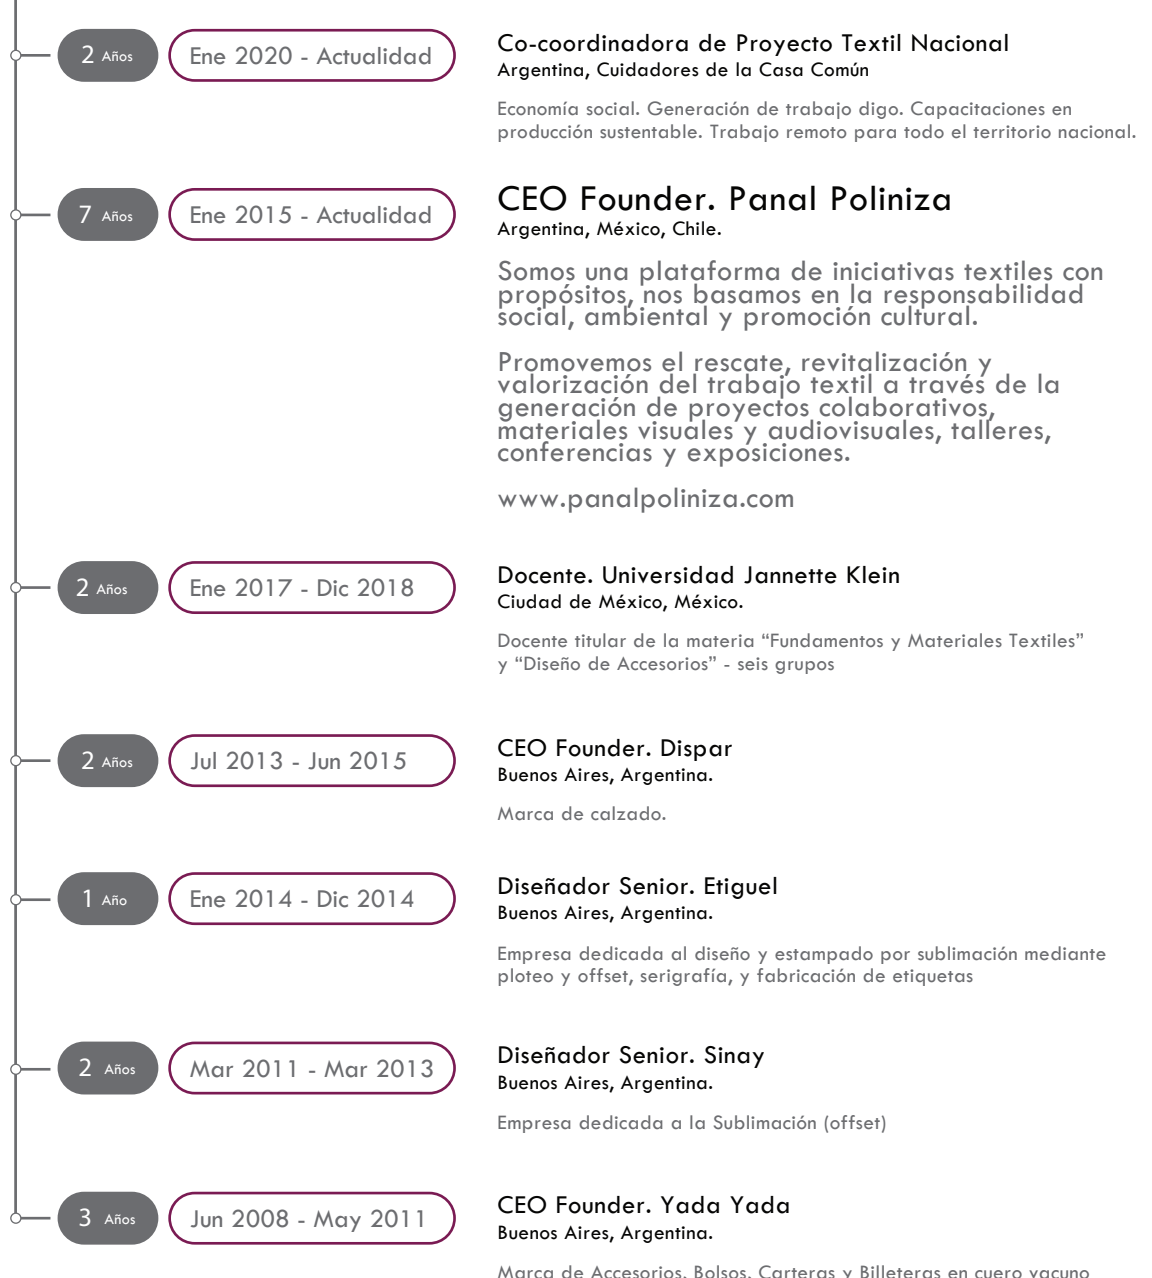 2 Años
Ene 2020 - Actualidad
Co-coordinadora de Proyecto Textil Nacional
Argentina, Cuidadores de la Casa Común
Economía social. Generación de trabajo digo. Capacitaciones en
producción sustentable. Trabajo remoto para todo el territorio nacional.
7 Años
Ene 2015 - Actualidad
CEO Founder. Panal Poliniza
Argentina, México, Chile.
Somos una plataforma de iniciativas textiles con
propósitos, nos basamos en la responsabilidad
social, ambiental y promoción cultural.
Promovemos el rescate, revitalización y
valorización del trabajo textil a través de la
generación de proyectos colaborativos,
materiales visuales y audiovisuales, talleres,
conferencias y exposiciones.
www.panalpoliniza.com
2 Años
Ene 2017 - Dic 2018
Docente. Universidad Jannette Klein
Ciudad de México, México.
Docente titular de la materia “Fundamentos y Materiales Textiles”
y “Diseño de Accesorios” - seis grupos
2 Años
Jul 2013 - Jun 2015
CEO Founder. Dispar
Buenos Aires, Argentina.
Marca de calzado.
1 Año
Ene 2014 - Dic 2014
Diseñador Senior. Etiguel
Buenos Aires, Argentina.
Empresa dedicada al diseño y estampado por sublimación mediante
ploteo y offset, serigrafía, y fabricación de etiquetas
2 Años
Mar 2011 - Mar 2013
Diseñador Senior. Sinay
Buenos Aires, Argentina.
Empresa dedicada a la Sublimación (offset)
3 Años
Jun 2008 - May 2011
CEO Founder. Yada Yada
Buenos Aires, Argentina.
Marca de Accesorios. Bolsos. Carteras y Billeteras en cuero vacuno